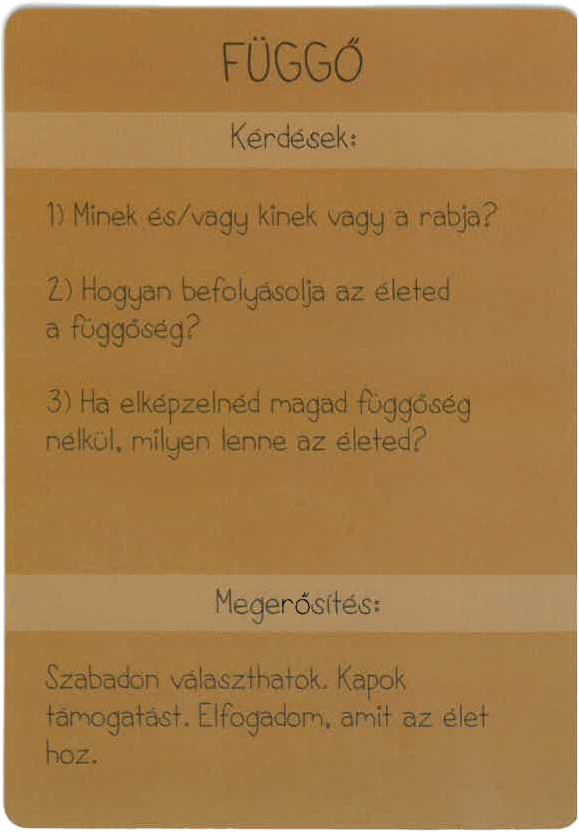 FÜGGŐ
Kérdések:
1) Minek és/vagy kinek vagy a rabja?
2) Hogyan befolyásolja az életed
a függőség?
3) Ha elképzelnéd magad függőség
nélkül, milyen lenne az életed?
Megerősítés:
Szabadon választhatok. Kapok
támogatást. Elfogadom, amit az élet
hoz.